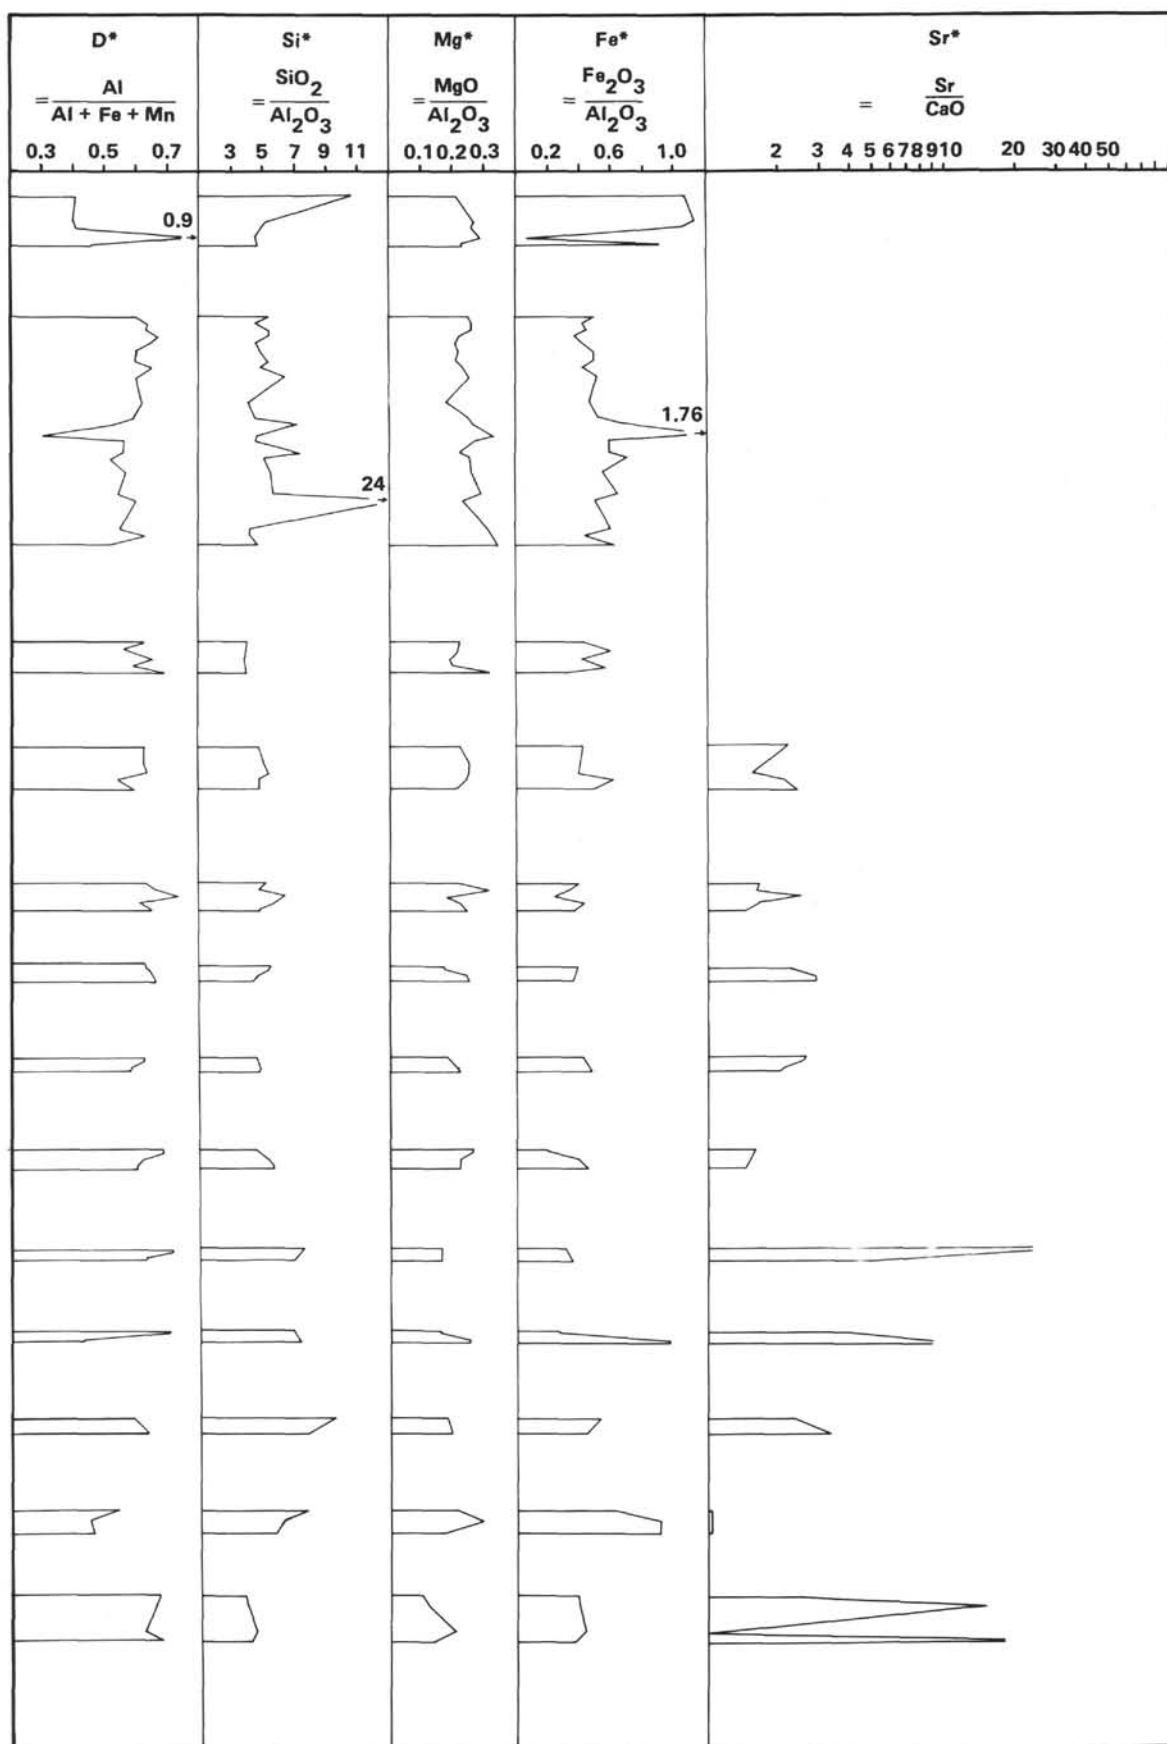 D* Si* Mg* Fe* Sr*
= Al / Al + Fe + Mn
= SiO2 / Al2O3
= MgO / Al2O3
= Fe2O3 / Al2O3
= Sr / CaO
0.3 0.5 0.7 3 5 7 9 11 0.1 0.2 0.3 0.2 0.6 1.0 2 3 4 5 6 7 8 9 10 20 30 40 50
0.9
1.76
24